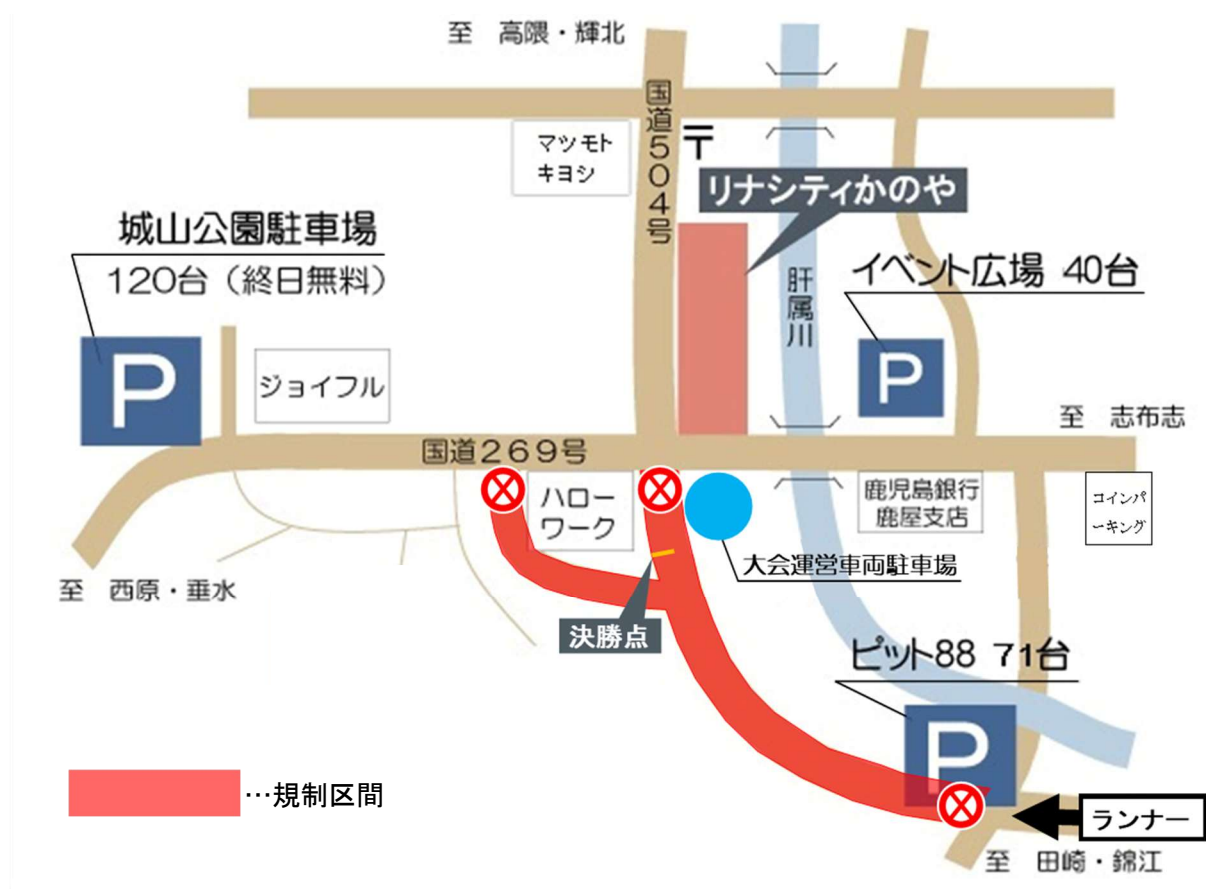 至　高隈・輝北
国道504号
〒
マツモト
キヨシ
リナシティかのや
城山公園駐車場
120台（終日無料）
P
肝属川
イベント広場 40台
P
ジョイフル
至　志布志
国道269号
ハロー
ワーク
鹿児島銀行
鹿屋支店
コインパ
ーキング
大会運営車両駐車場
至　西原・垂水
決勝点
ピット88 71台
P
…規制区間
ランナー
至　田崎・錦江